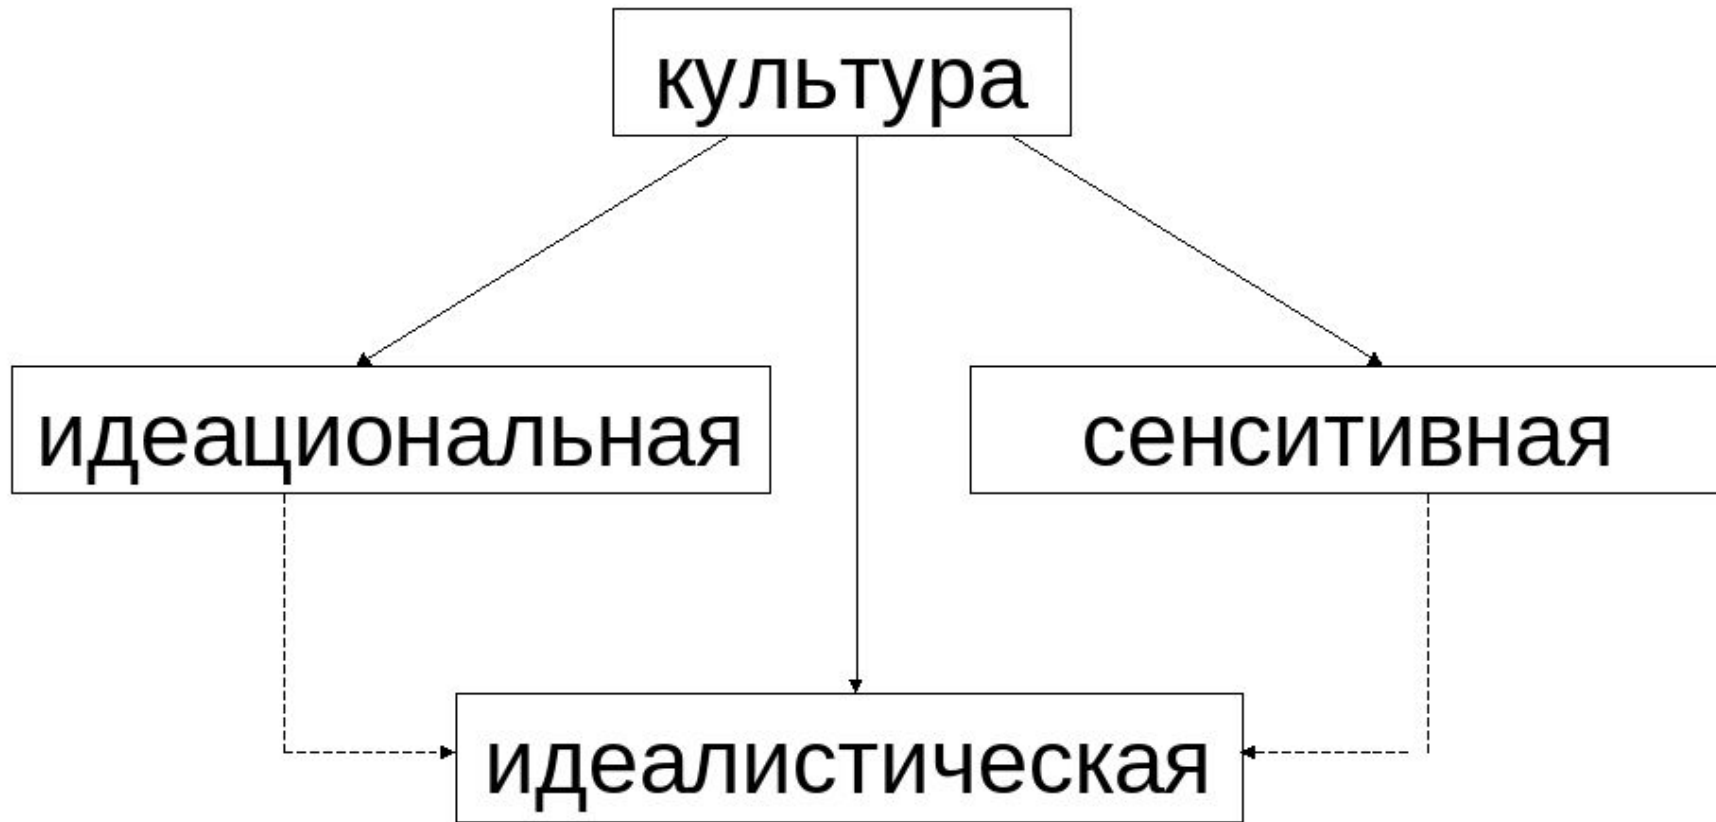 культура
идеациональная
сенситивная
идеалистическая